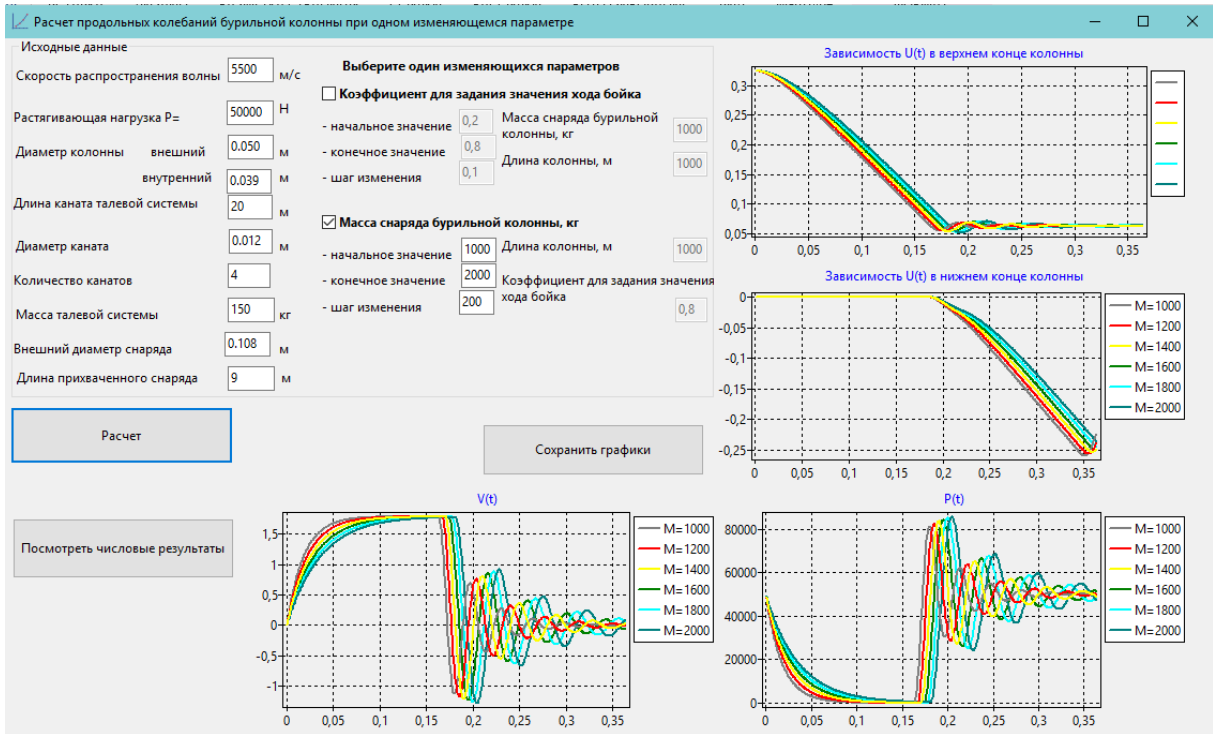 Расчет продольных колебаний бурильной колонны при одном изменяющемся параметре
Исходные данные
Скорость распространения волны 5500 м/с
Растягивающая нагрузка P= 50000 Н
Диаметр колонны внешний 0.050 м
внутренний 0.039 м
Длина каната талевой системы 20 м
Диаметр каната 0.012 м
Количество канатов 4
Масса талевой системы 150 кг
Внешний диаметр снаряда 0.108 м
Длина прихваченного снаряда 9 м
Выберите один изменяющихся параметров
Коэффициент для задания значения хода бойка
- начальное значение 0,2
- конечное значение 0,8
- шаг изменения 0,1
Масса снаряда бурильной
колонны, кг 1000
Длина колонны, м 1000
Масса снаряда бурильной колонны, кг
- начальное значение 1000
- конечное значение 2000
- шаг изменения 200
Длина колонны, м 1000
Коэффициент для задания значения
хода бойка 0,8
Расчет
Сохранить графики
Посмотреть числовые результаты
Зависимость U(t) в верхнем конце колонны
0,3
0,25
0,2
0,15
0,1
0,05
0 0,05 0,1 0,15 0,2 0,25 0,3 0,35
Зависимость U(t) в нижнем конце колонны
0
-0,05
-0,1
-0,15
-0,2
-0,25
0 0,05 0,1 0,15 0,2 0,25 0,3 0,35
M=1000
M=1200
M=1400
M=1600
M=1800
M=2000
V(t)
1,5
1
0,5
0
-0,5
-1
0 0,05 0,1 0,15 0,2 0,25 0,3 0,35
M=1000
M=1200
M=1400
M=1600
M=1800
M=2000
P(t)
80000
60000
40000
20000
0
0 0,05 0,1 0,15 0,2 0,25 0,3 0,35
M=1000
M=1200
M=1400
M=1600
M=1800
M=2000